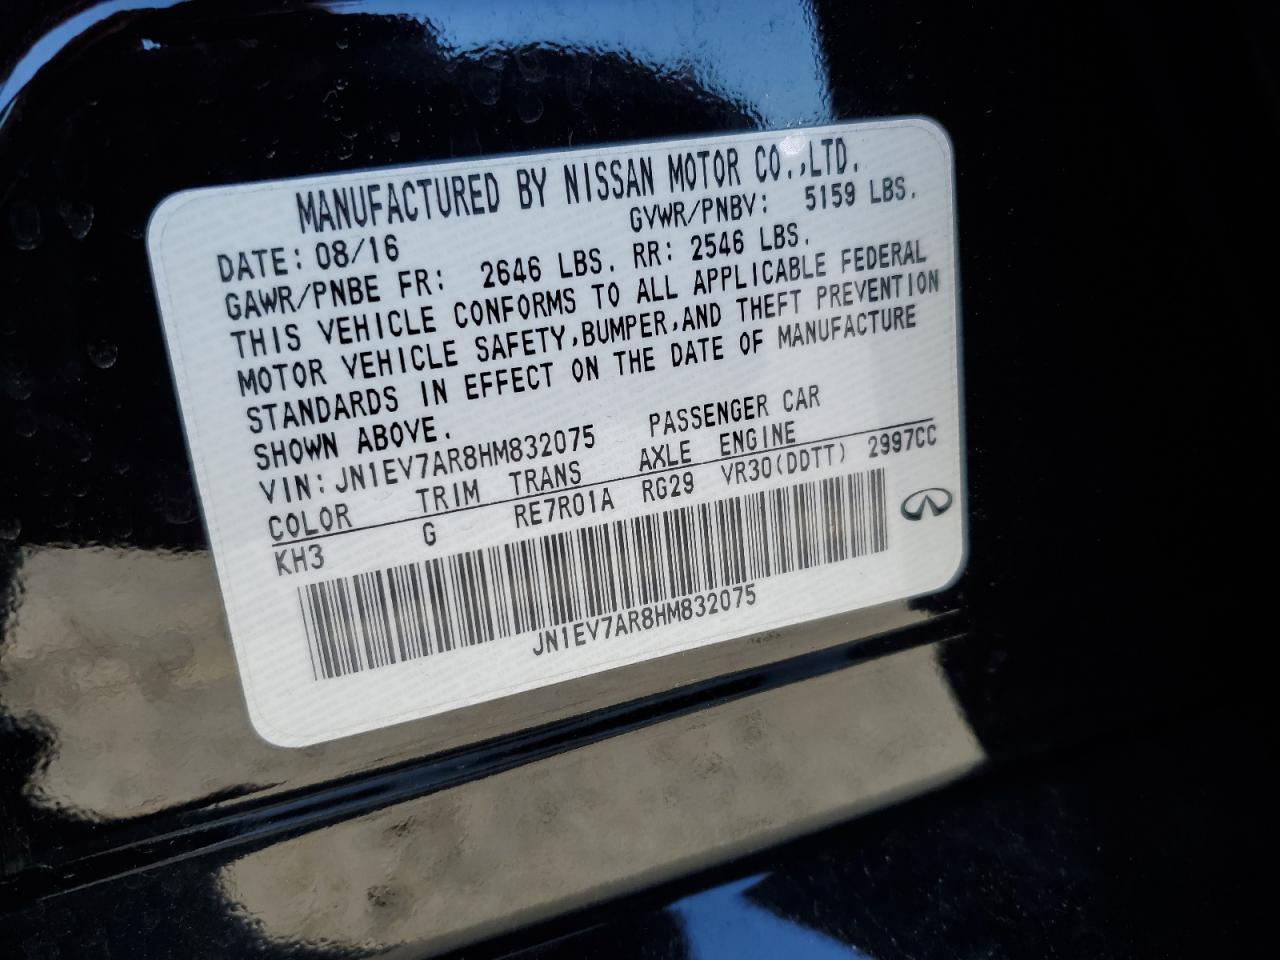 MANUFACTURED BY NISSAN MOTOR CO.,LTD.
DATE: 08/16 GVWR/PNBV: 5159 LBS.
GAWR/PNBE FR: 2646 LBS. RR: 2546 LBS.
THIS VEHICLE CONFORMS TO ALL APPLICABLE FEDERAL
MOTOR VEHICLE SAFETY,BUMPER,AND THEFT PREVENTION
STANDARDS IN EFFECT ON THE DATE OF MANUFACTURE
SHOWN ABOVE.
VIN: JN1EV7AR8HM832075 PASSENGER CAR
COLOR TRIM TRANS AXLE ENGINE
KH3 G RE7R01A RG29 VR30(DDTT) 2997CC
JN1EV7AR8HM832075